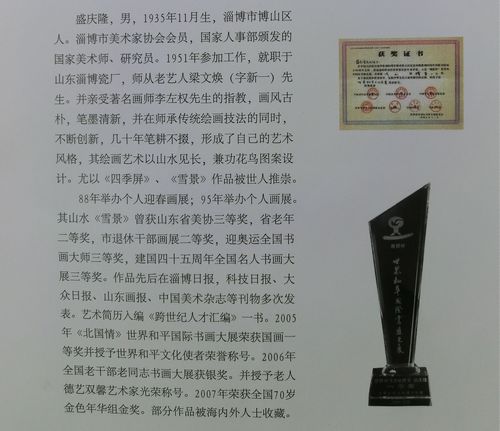 盛庆隆，男，1935年11月生，淄博市博山区
人。淄博市美术家协会会员，国家人事部颁发的
国家美术师、研究员。1951年参加工作，就职于
山东淄博瓷厂，师从老艺人梁文焕（字新一）先
生。并亲受著名画师李左权先生的指教，画风古
朴，笔墨清新，并在师承传统绘画技法的同时，
不断创新，几十年笔耕不掇，形成了自己的艺术
风格，其绘画艺术以山水见长，兼功花鸟图案设
计。尤以《四季屏》、《雪景》作品被世人推崇。
88年举办个人迎春画展；95年举办个人画展。
其山水《雪景》曾获山东省美协三等奖，省老年
二等奖，市退休干部画展二等奖，迎奥运全国书
画大师三等奖，建国四十五周年全国名人书画大
展三等奖。作品先后在淄博日报，科技日报、大
众日报、山东画报、中国美术杂志等刊物多次发
表。艺术简历入编《跨世纪人才汇编》一书。2005
年《北国情》世界和平国际书画大展荣获国画一
等奖并授予世界和平文化使者荣誉称号。2006年
全国老干部老同志书画大展获银奖。并授予老人
德艺双馨艺术家光荣称号。2007年荣获全国70岁
金色年华组金奖。部分作品被海内外人士收藏。
获奖证书
世界和平国际书画大展